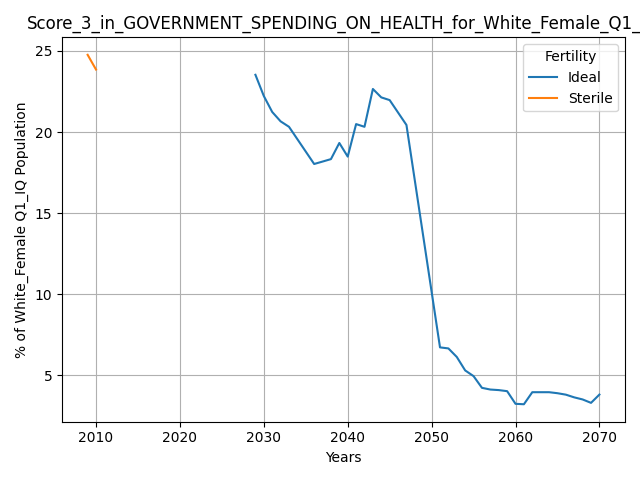 Score_3_in_GOVERNMENT_SPENDING_ON_HEALTH_for_White_Female_Q1_
Fertility
Ideal
Sterile
% of White_Female Q1_IQ Population
25
20
15
10
5
2010 2020 2030 2040 2050 2060 2070
Years